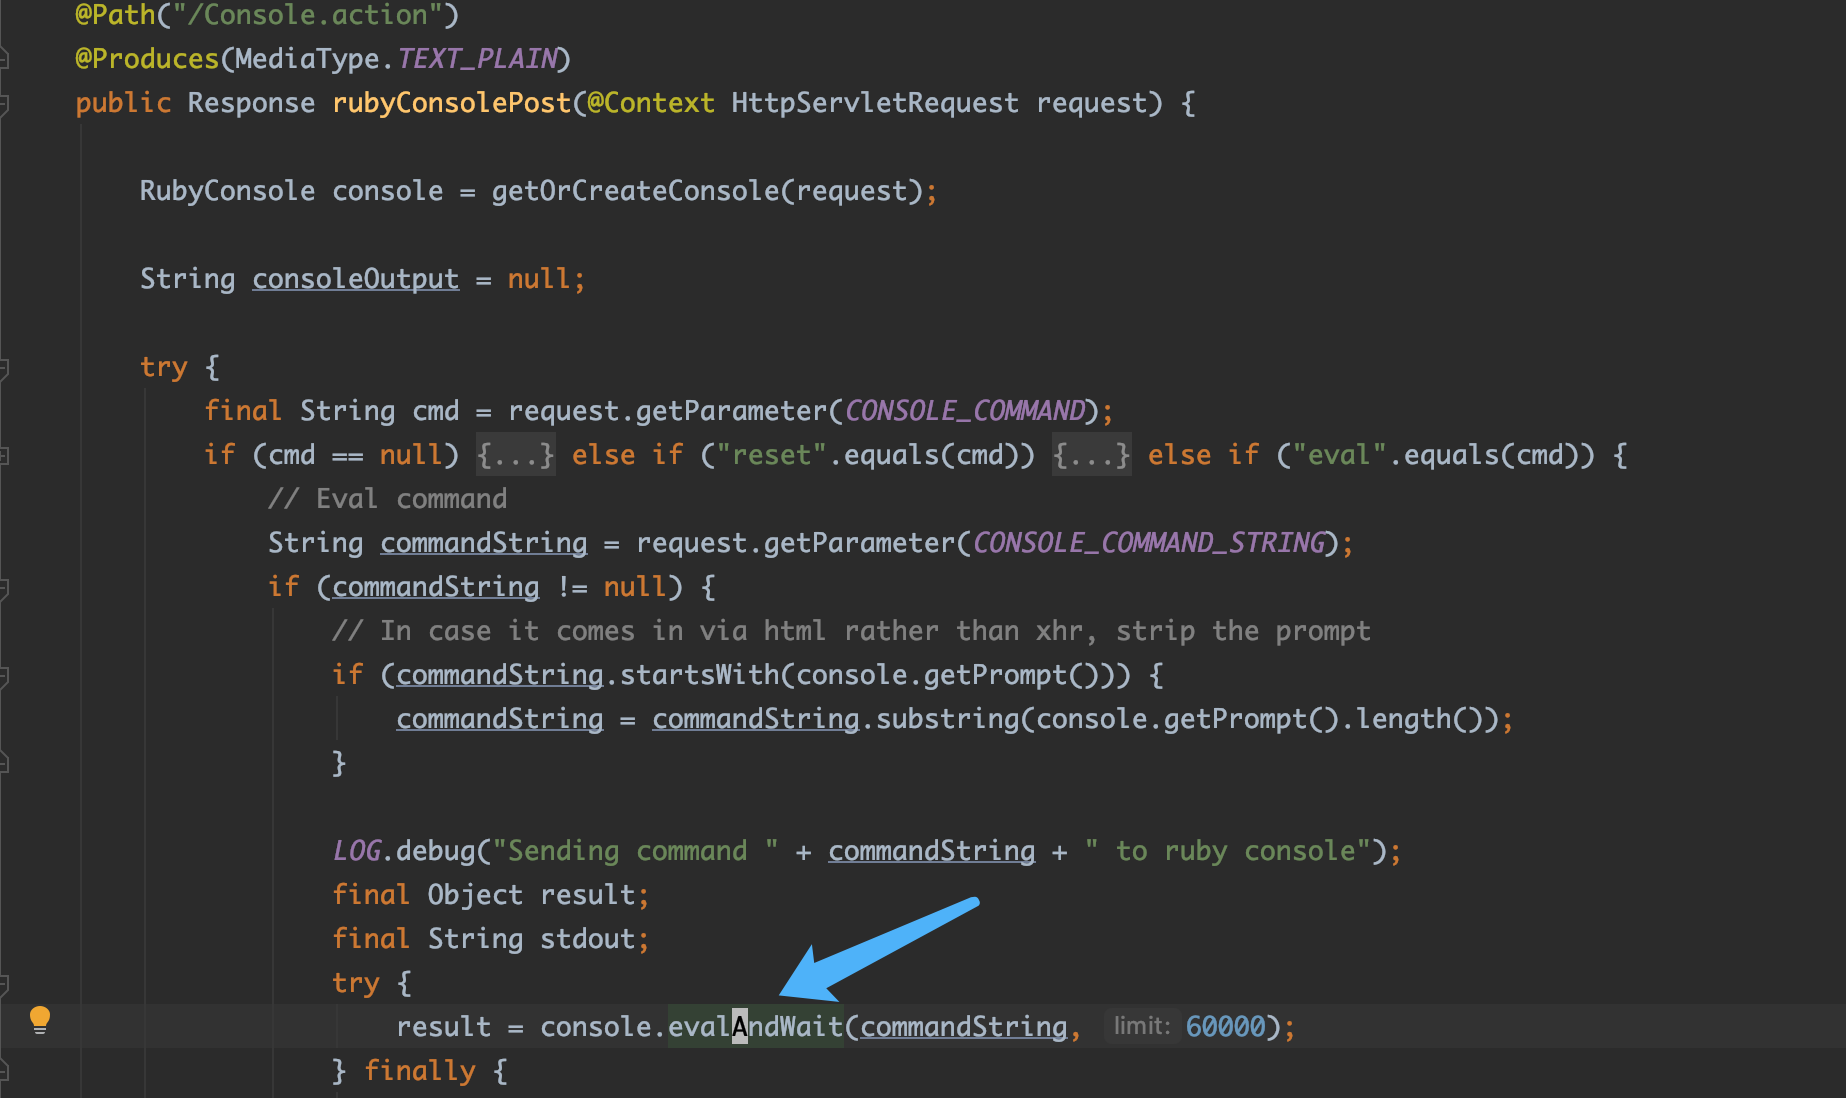 @Path("/Console.action")
@Produces(MediaType.TEXT_PLAIN)
public Response rubyConsolePost(@Context HttpServletRequest request) {
RubyConsole console = getOrCreateConsole(request);
String consoleOutput = null;
try {
final String cmd = request.getParameter(CONSOLE_COMMAND);
if (cmd == null) {...} else if ("reset".equals(cmd)) {...} else if ("eval".equals(cmd)) {
// Eval command
String commandString = request.getParameter(CONSOLE_COMMAND_STRING);
if (commandString != null) {
// In case it comes in via html rather than xhr, strip the prompt
if (commandString.startsWith(console.getPrompt())) {
commandString = commandString.substring(console.getPrompt().length());
}
LOG.debug("Sending command " + commandString + " to ruby console");
final Object result;
final String stdout;
try {
result = console.evalAndWait(commandString, limit: 60000);
} finally {